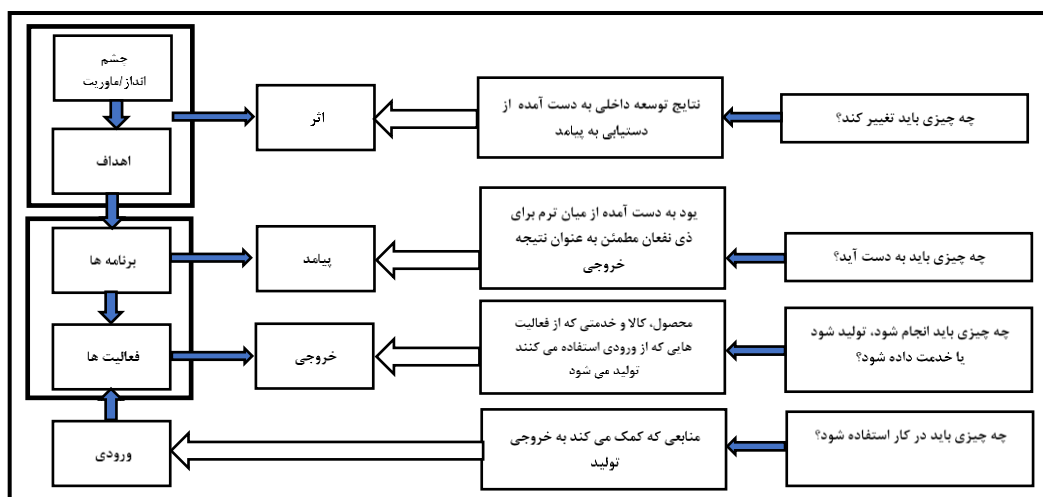 چشم
انداز/ماوریت
اهداف
برنامه ها
فعالیت ها
ورودی
اثر
پیامد
خروجی
نتایج توسعه داخلی به دست آمده از
دستیابی به پیامد
یود به دست آمده از میان ترم برای
ذی نفعان مطمئن به عنوان نتیجه
خروجی
محصول، کالا و خدمتی که از فعالیت
هایی که از ورودی استفاده می کنند
تولید می شود
منابعی که کمک می کند به خروجی
تولید
چه چیزی باید تغییر کند؟
چه چیزی باید به دست آید؟
چه چیزی باید انجام شود، تولید شود
یا خدمت داده شود؟
چه چیزی باید در کار استفاده شود؟